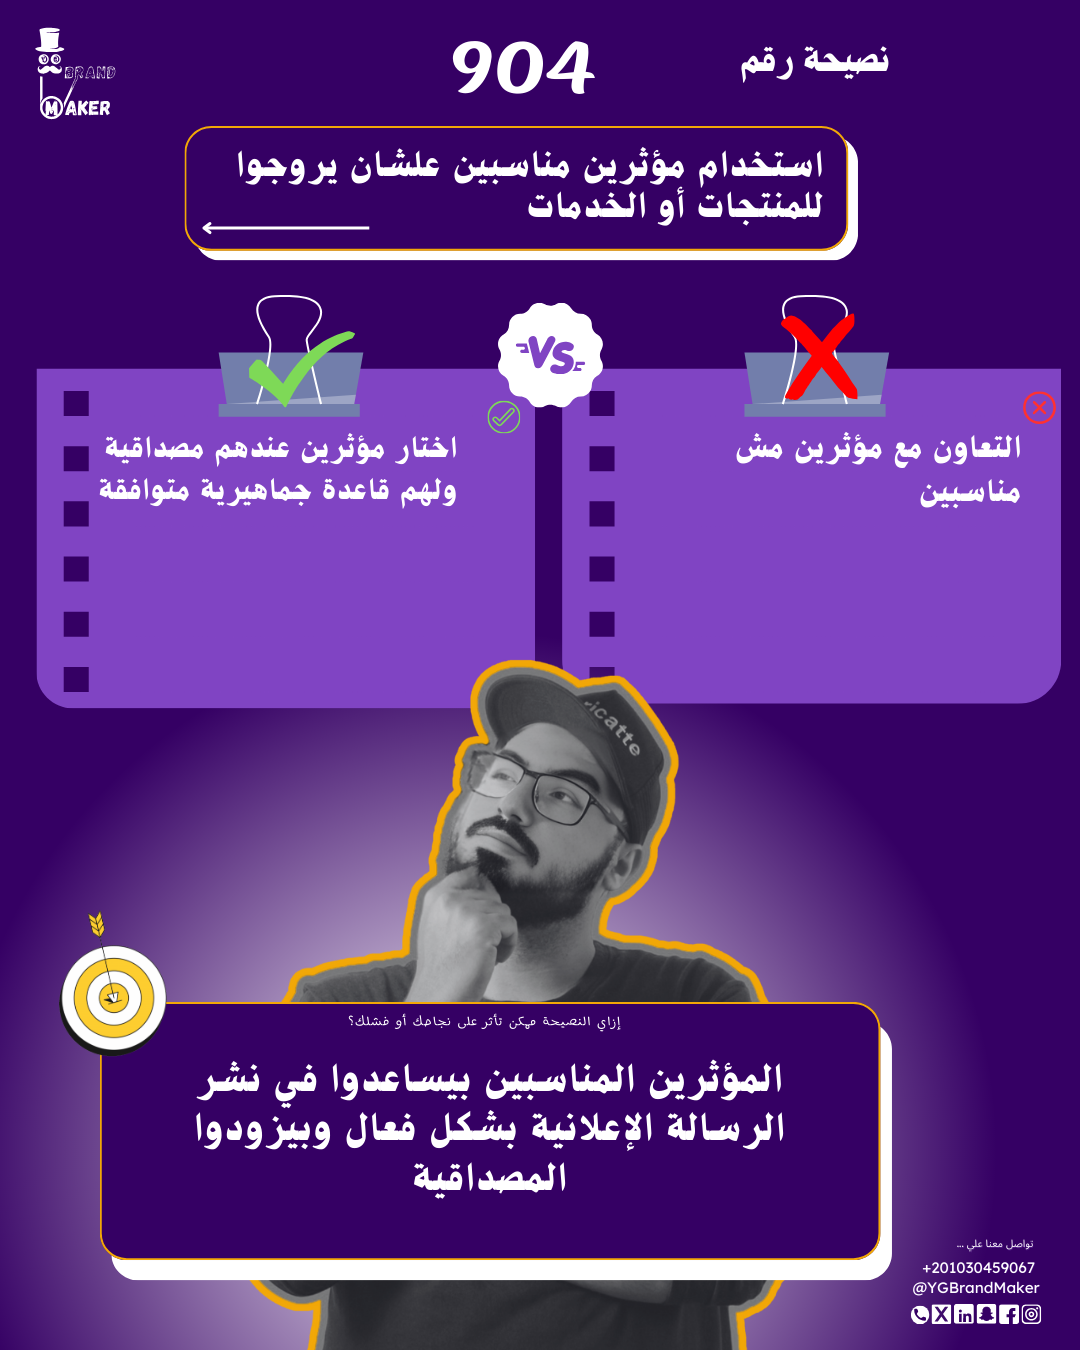 BRAND
MAKER
نصيحة رقم
904
استخدام مؤثرين مناسبين علشان يروجوا
للمنتجات أو الخدمات
VS
التعاون مع مؤثرين مش
مناسبين
اختار مؤثرين عندهم مصداقية
ولهم قاعدة جماهيرية متوافقة
icatte
إزاي النصيحة ممكن تأثر على نجاحك أو فشلك؟
المؤثرين المناسبين بيساعدوا في نشر
الرسالة الإعلانية بشكل فعال وبيزودوا
المصداقية
تواصل معنا علي ...
+201030459067
@YGBrandMaker